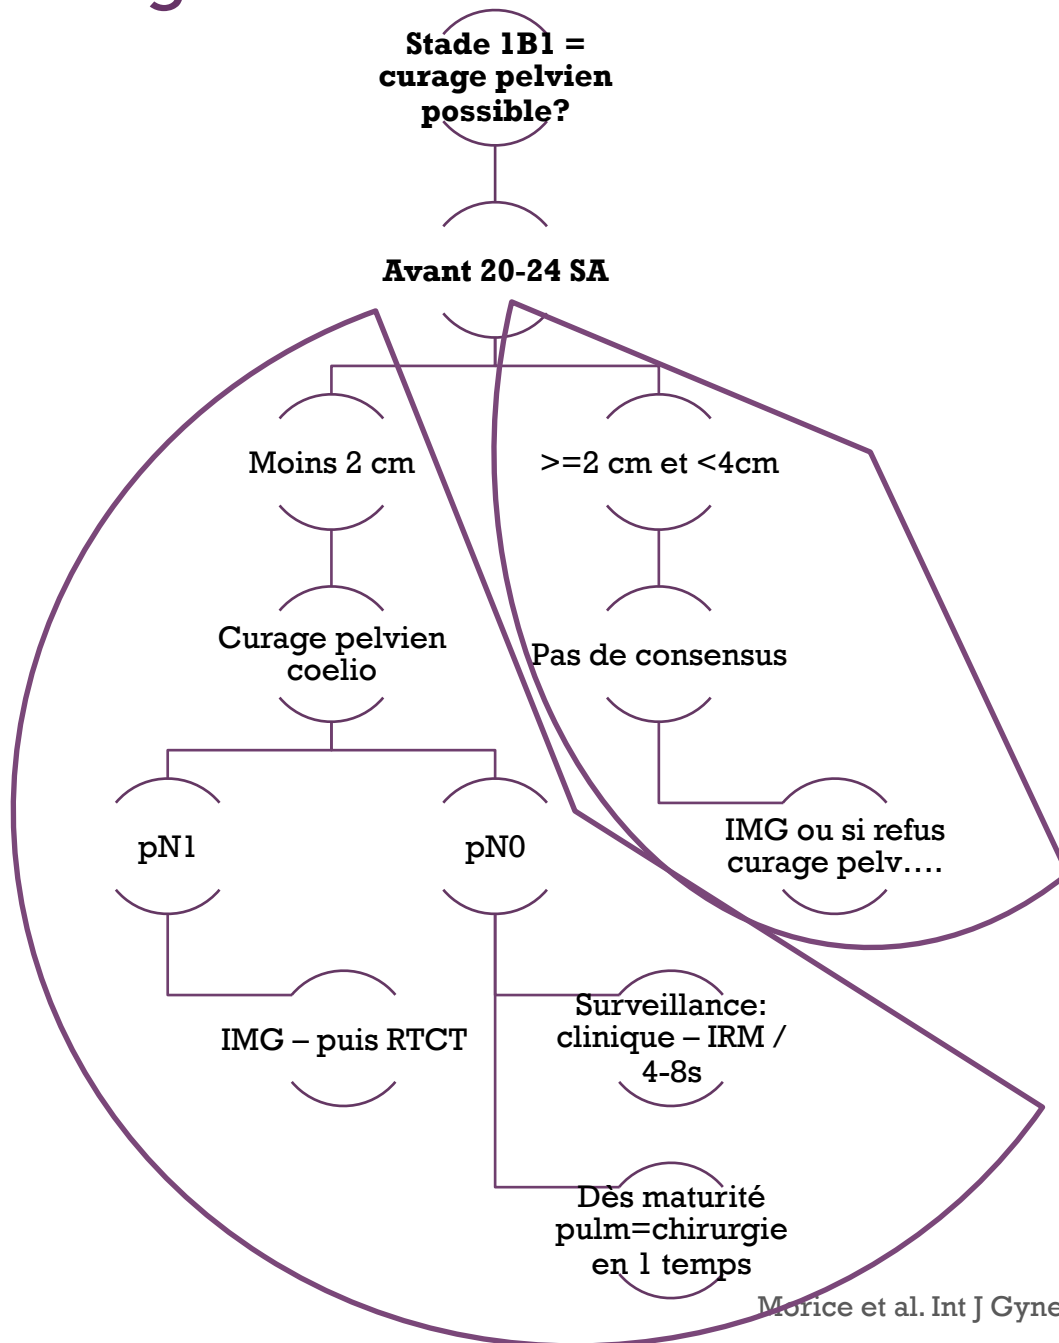 Stade 1B1 =
curage pelvien
possible?
Avant 20-24 SA
Moins 2 cm
>=2 cm et <4cm
Curage pelvien
coelio
Pas de consensus
pN1
pN0
IMG ou si refus
curage pelv....
IMG – puis RTCT
Surveillance:
clinique – IRM /
4-8s
Dès maturité
pulm=chirurgie
en 1 temps
Morice et al. Int J Gyne